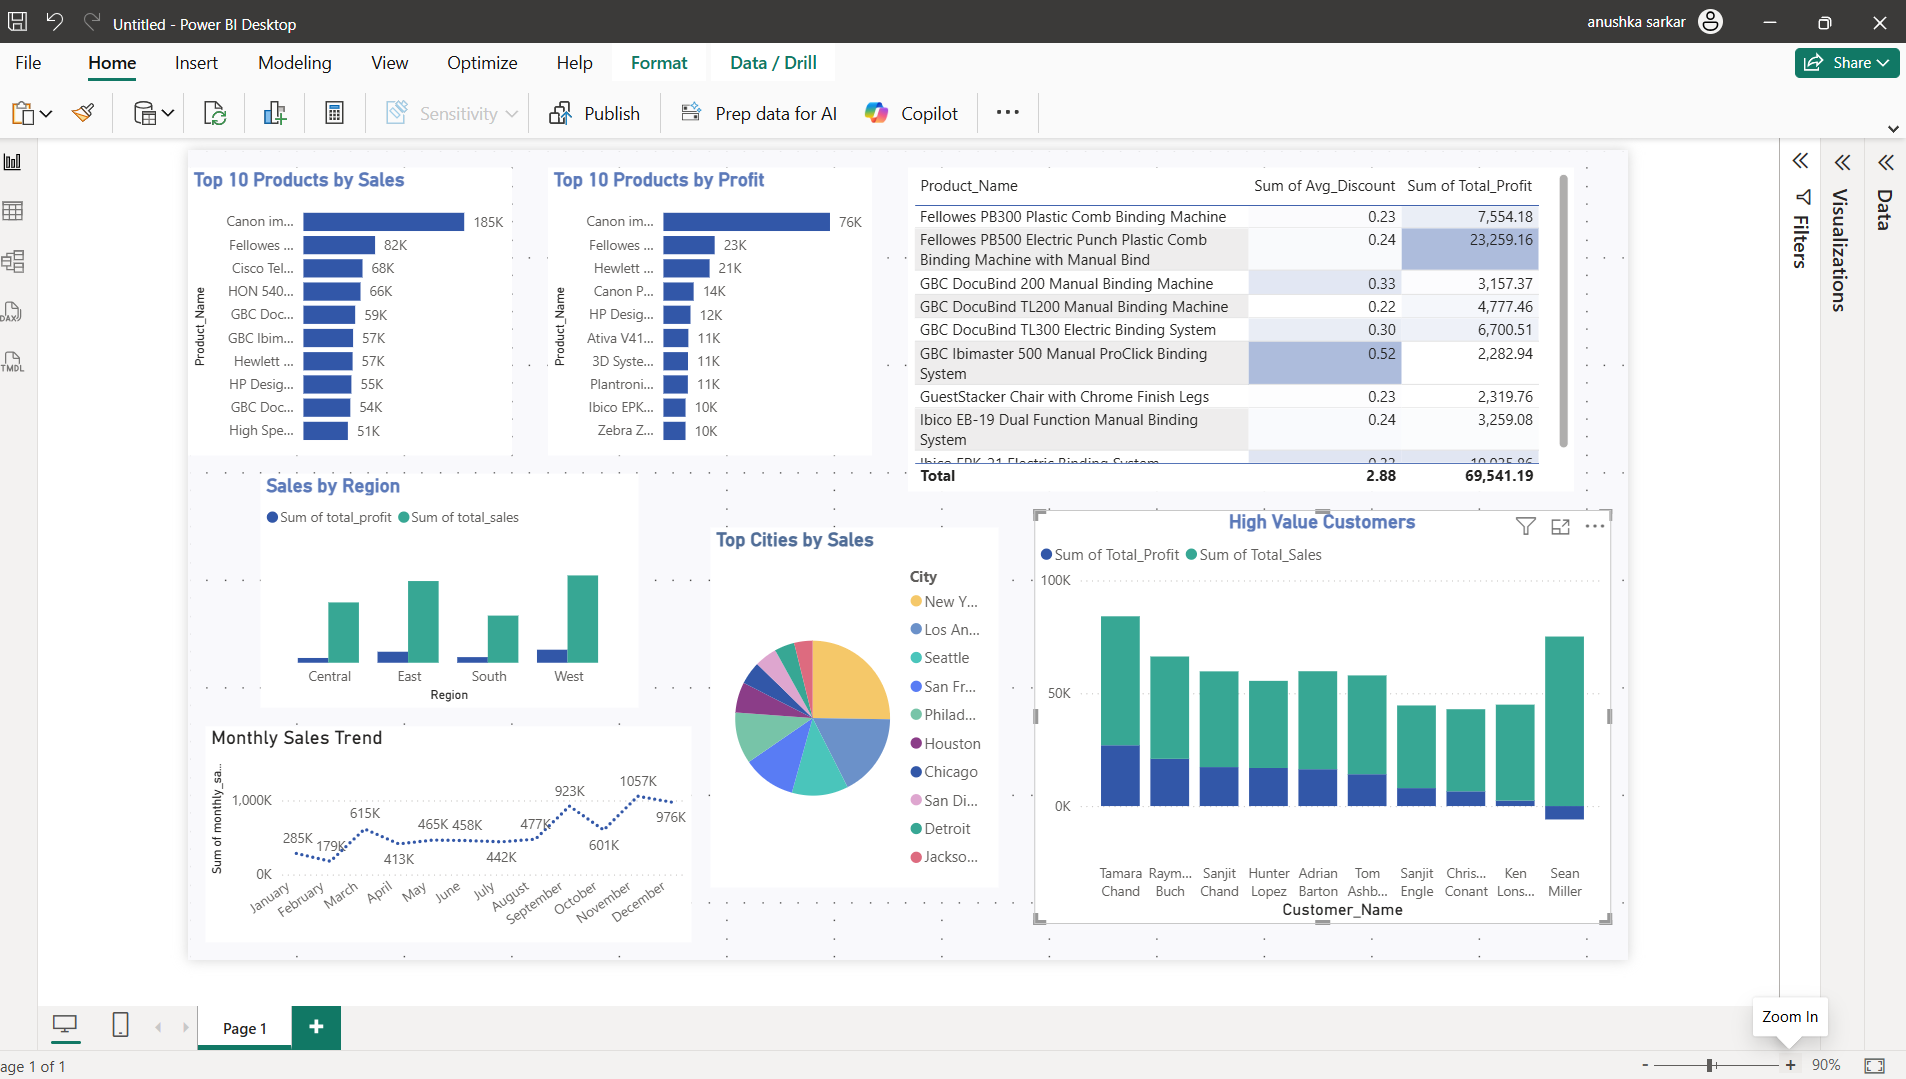 Untitled - Power BI Desktop
anushka sarkar
File Home Insert Modeling View Optimize Help Format Data / Drill
Share
Sensitivity Publish Prep data for AI Copilot
DAX
TMDL
Top 10 Products by Sales
Product_Name
Canon im... 185K
Fellowes ... 82K
Cisco Tel... 68K
HON 540... 66K
GBC Doc... 59K
GBC Ibim... 57K
Hewlett ... 57K
HP Desig... 55K
GBC Doc... 54K
High Spe... 51K
Top 10 Products by Profit
Product_Name
Canon im... 76K
Fellowes ... 23K
Hewlett ... 21K
Canon P... 14K
HP Desig... 12K
Ativa V41... 11K
3D Syste... 11K
Plantroni... 11K
Ibico EPK... 10K
Zebra Z... 10K
Product_Name Sum of Avg_Discount Sum of Total_Profit
Fellowes PB300 Plastic Comb Binding Machine 0.23 7,554.18
Fellowes PB500 Electric Punch Plastic Comb 0.24 23,259.16
Binding Machine with Manual Bind
GBC DocuBind 200 Manual Binding Machine 0.33 3,157.37
GBC DocuBind TL200 Manual Binding Machine 0.22 4,777.46
GBC DocuBind TL300 Electric Binding System 0.30 6,700.51
GBC Ibimaster 500 Manual ProClick Binding 0.52 2,282.94
System
GuestStacker Chair with Chrome Finish Legs 0.23 2,319.76
Ibico EB-19 Dual Function Manual Binding 0.24 3,259.08
System
Ibico EPK-21 Electric Binding System
Total 2.88 69,541.19
Filters
Visualizations
Data
Sales by Region
Sum of total_profit Sum of total_sales
Central East South West
Region
Monthly Sales Trend
Sum of monthly_sa...
1,000K
0K
285K 179K 615K 413K 465K 458K 442K 477K 923K 601K 1057K 976K
January February March April May June July August September October November December
Top Cities by Sales
City
New Y...
Los An...
Seattle
San Fr...
Philad...
Houston
Chicago
San Di...
Detroit
Jackso...
High Value Customers
Sum of Total_Profit Sum of Total_Sales
100K
50K
0K
Tamara Raym... Sanjit Hunter Adrian Tom Sanjit Chris... Ken Sean
Chand Buch Chand Lopez Barton Ashb... Engle Conant Lons... Miller
Customer_Name
Page 1
Zoom In
age 1 of 1
- + 90%